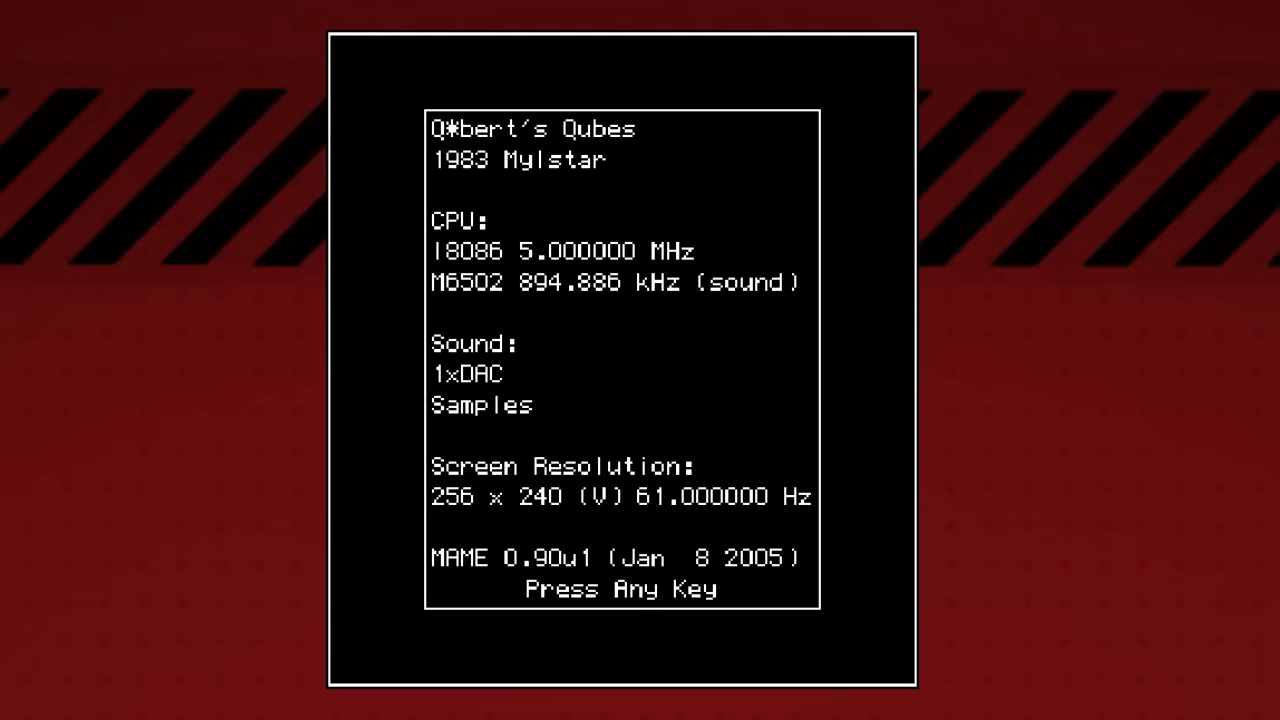 Q*bert's Qubes
1983 Mylstar
CPU:
I8086 5.000000 MHz
M6502 894.886 kHz (sound)
Sound:
1xDAC
Samples
Screen Resolution:
256 x 240 (V) 61.000000 Hz
MAME 0.90u1 (Jan  8 2005)
Press Any Key